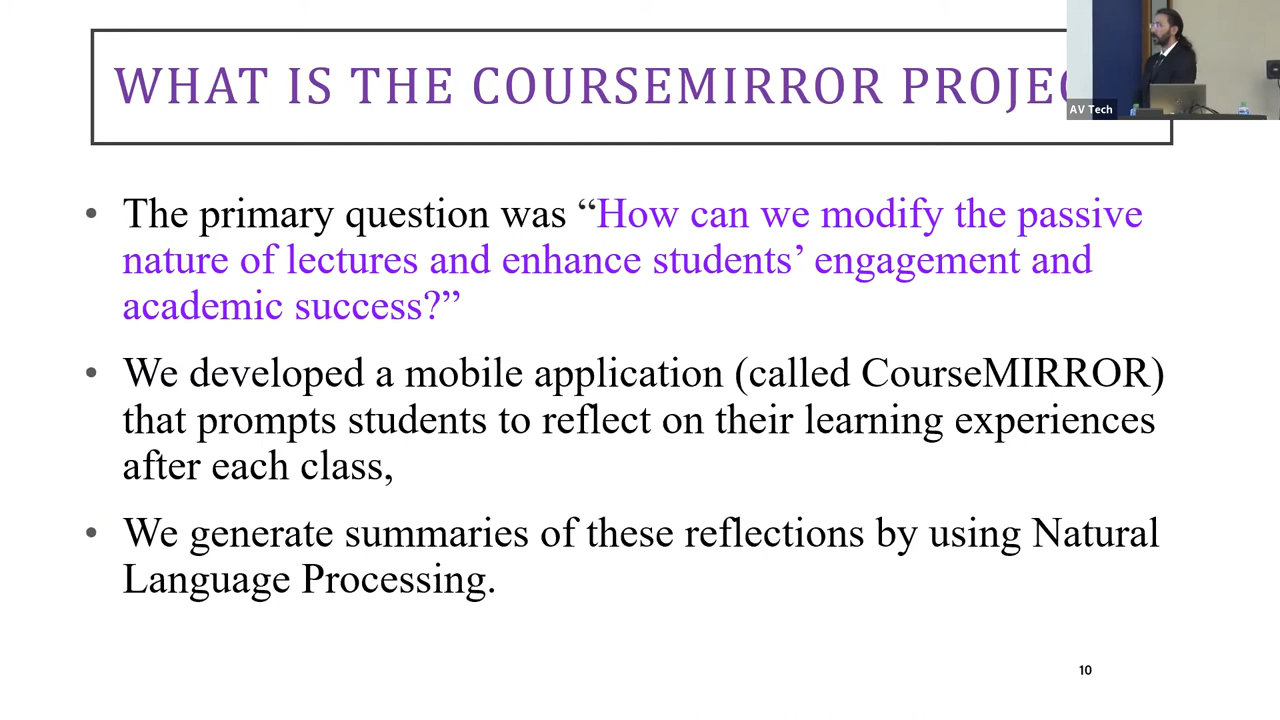 WHAT IS THE COURSEMIRROR
AV Tech
• The primary question was “How can we modify the passive
nature of lectures and enhance students’ engagement and
academic success?”
• We developed a mobile application (called CourseMIRROR)
that prompts students to reflect on their learning experiences
after each class,
• We generate summaries of these reflections by using Natural
Language Processing.
10